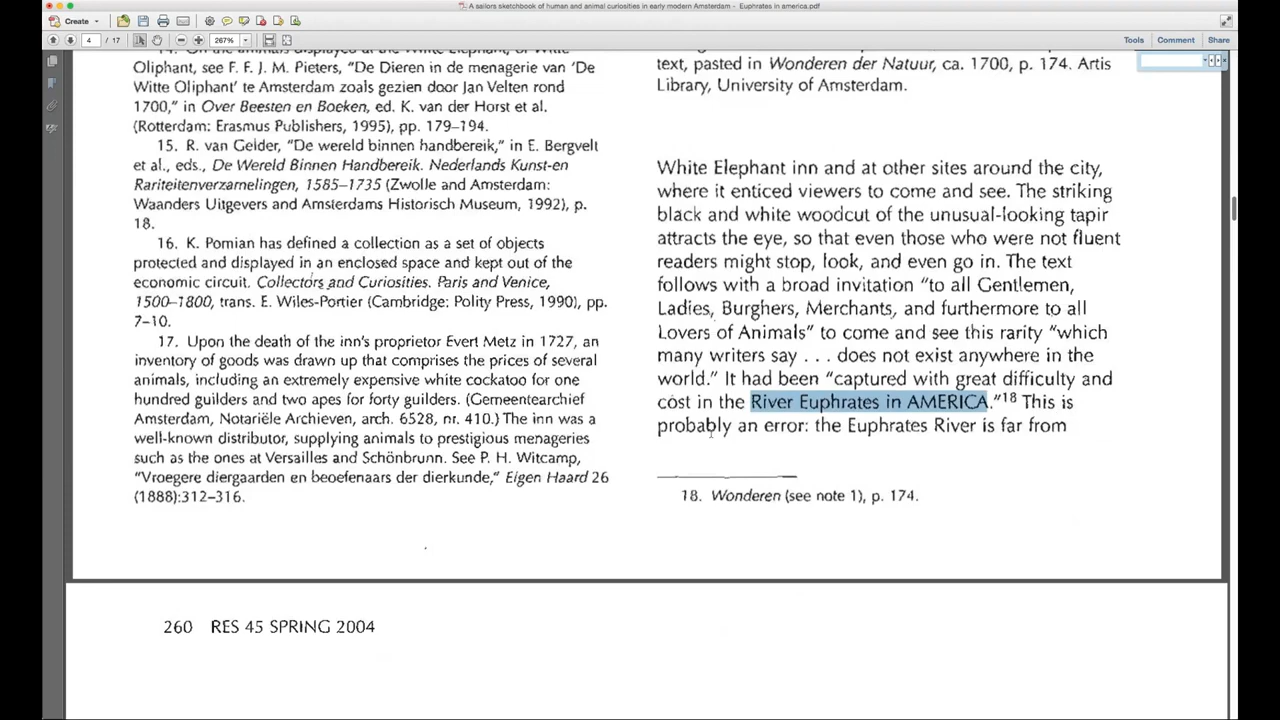 A sailors sketchbook of human and animal curiosities in early modern Amsterdam - Euphrates in america.pdf
Create
4 / 17
267%
Tools
Comment
Share
14. On the animals displayed at the White Elephant, or Witte
Oliphant, see F. F. J. M. Pieters, "De Dieren in de menagerie van 'De
Witte Oliphant' te Amsterdam zoals gezien door Jan Velten rond
1700," in Over Beesten en Boeken, ed. K. van der Horst et al.
(Rotterdam: Erasmus Publishers, 1995), pp. 179–194.
15. R. van Gelder, "De wereld binnen handbereik," in E. Bergvelt
et al., eds., De Wereld Binnen Handbereik. Nederlands Kunst-en
Rariteitenverzamelingen, 1585–1735 (Zwolle and Amsterdam:
Waanders Uitgevers and Amsterdams Historisch Museum, 1992), p.
18.
16. K. Pomian has defined a collection as a set of objects
protected and displayed in an enclosed space and kept out of the
economic circuit. Collectors and Curiosities. Paris and Venice,
1500–1800, trans. E. Wiles-Portier (Cambridge: Polity Press, 1990), pp.
7–10.
17. Upon the death of the inn's proprietor Evert Metz in 1727, an
inventory of goods was drawn up that comprises the prices of several
animals, including an extremely expensive white cockatoo for one
hundred guilders and two apes for forty guilders. (Gemeentearchief
Amsterdam, Notariële Archieven, arch. 6528, nr. 410.) The inn was a
well-known distributor, supplying animals to prestigious menageries
such as the ones at Versailles and Schönbrunn. See P. H. Witcamp,
"Vroegere diergaarden en beoefenaars der dierkunde," Eigen Haard 26
(1888):312–316.
text, pasted in Wonderen der Natuur, ca. 1700, p. 174. Artis
Library, University of Amsterdam.
White Elephant inn and at other sites around the city,
where it enticed viewers to come and see. The striking
black and white woodcut of the unusual-looking tapir
attracts the eye, so that even those who were not fluent
readers might stop, look, and even go in. The text
follows with a broad invitation "to all Gentlemen,
Ladies, Burghers, Merchants, and furthermore to all
Lovers of Animals" to come and see this rarity "which
many writers say . . . does not exist anywhere in the
world." It had been "captured with great difficulty and
cost in the River Euphrates in AMERICA."18 This is
probably an error: the Euphrates River is far from
18. Wonderen (see note 1), p. 174.
260 RES 45 SPRING 2004